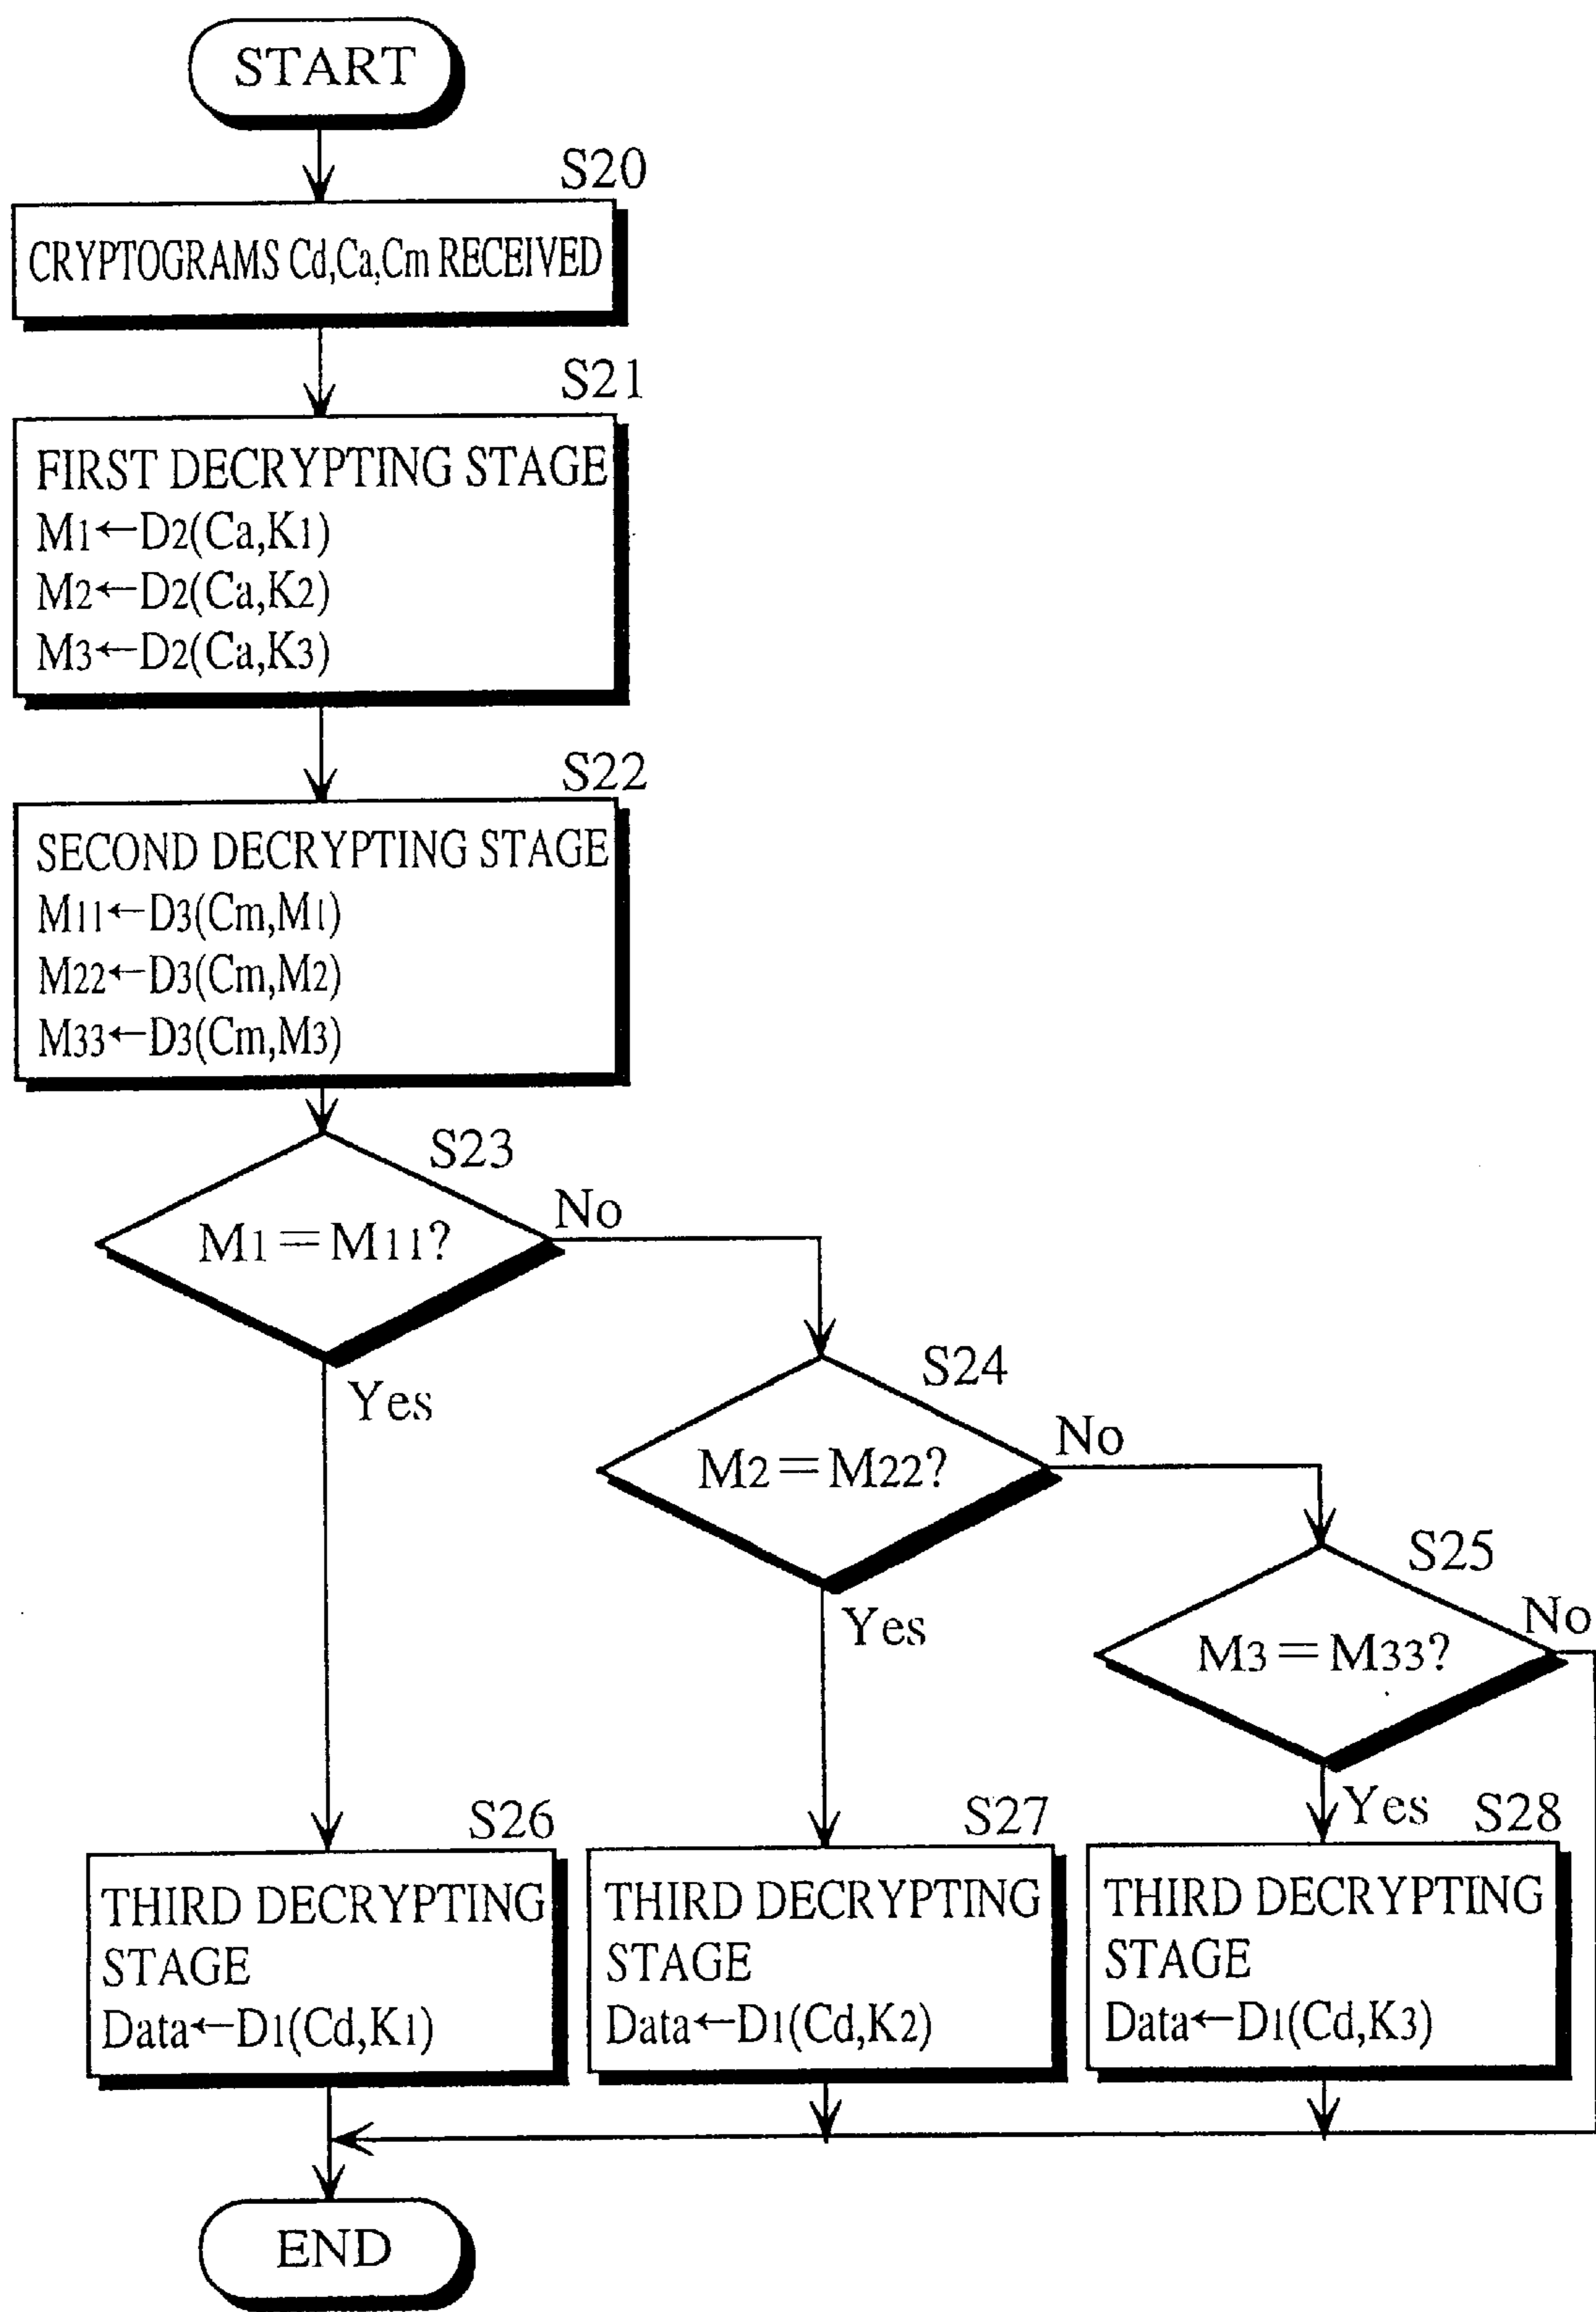 START
S20
CRYPTOGRAMS Cd,Ca,Cm RECEIVED
S21
FIRST DECRYPTING STAGE
M1←D2(Ca,K1)
M2←D2(Ca,K2)
M3←D2(Ca,K3)
S22
SECOND DECRYPTING STAGE
M11←D3(Cm,M1)
M22←D3(Cm,M2)
M33←D3(Cm,M3)
S23
M1=M11?
No
Yes
S24
M2=M22?
No
Yes
S25
M3=M33?
No
Yes
S26
THIRD DECRYPTING
STAGE
Data←D1(Cd,K1)
S27
THIRD DECRYPTING
STAGE
Data←D1(Cd,K2)
S28
THIRD DECRYPTING
STAGE
Data←D1(Cd,K3)
END